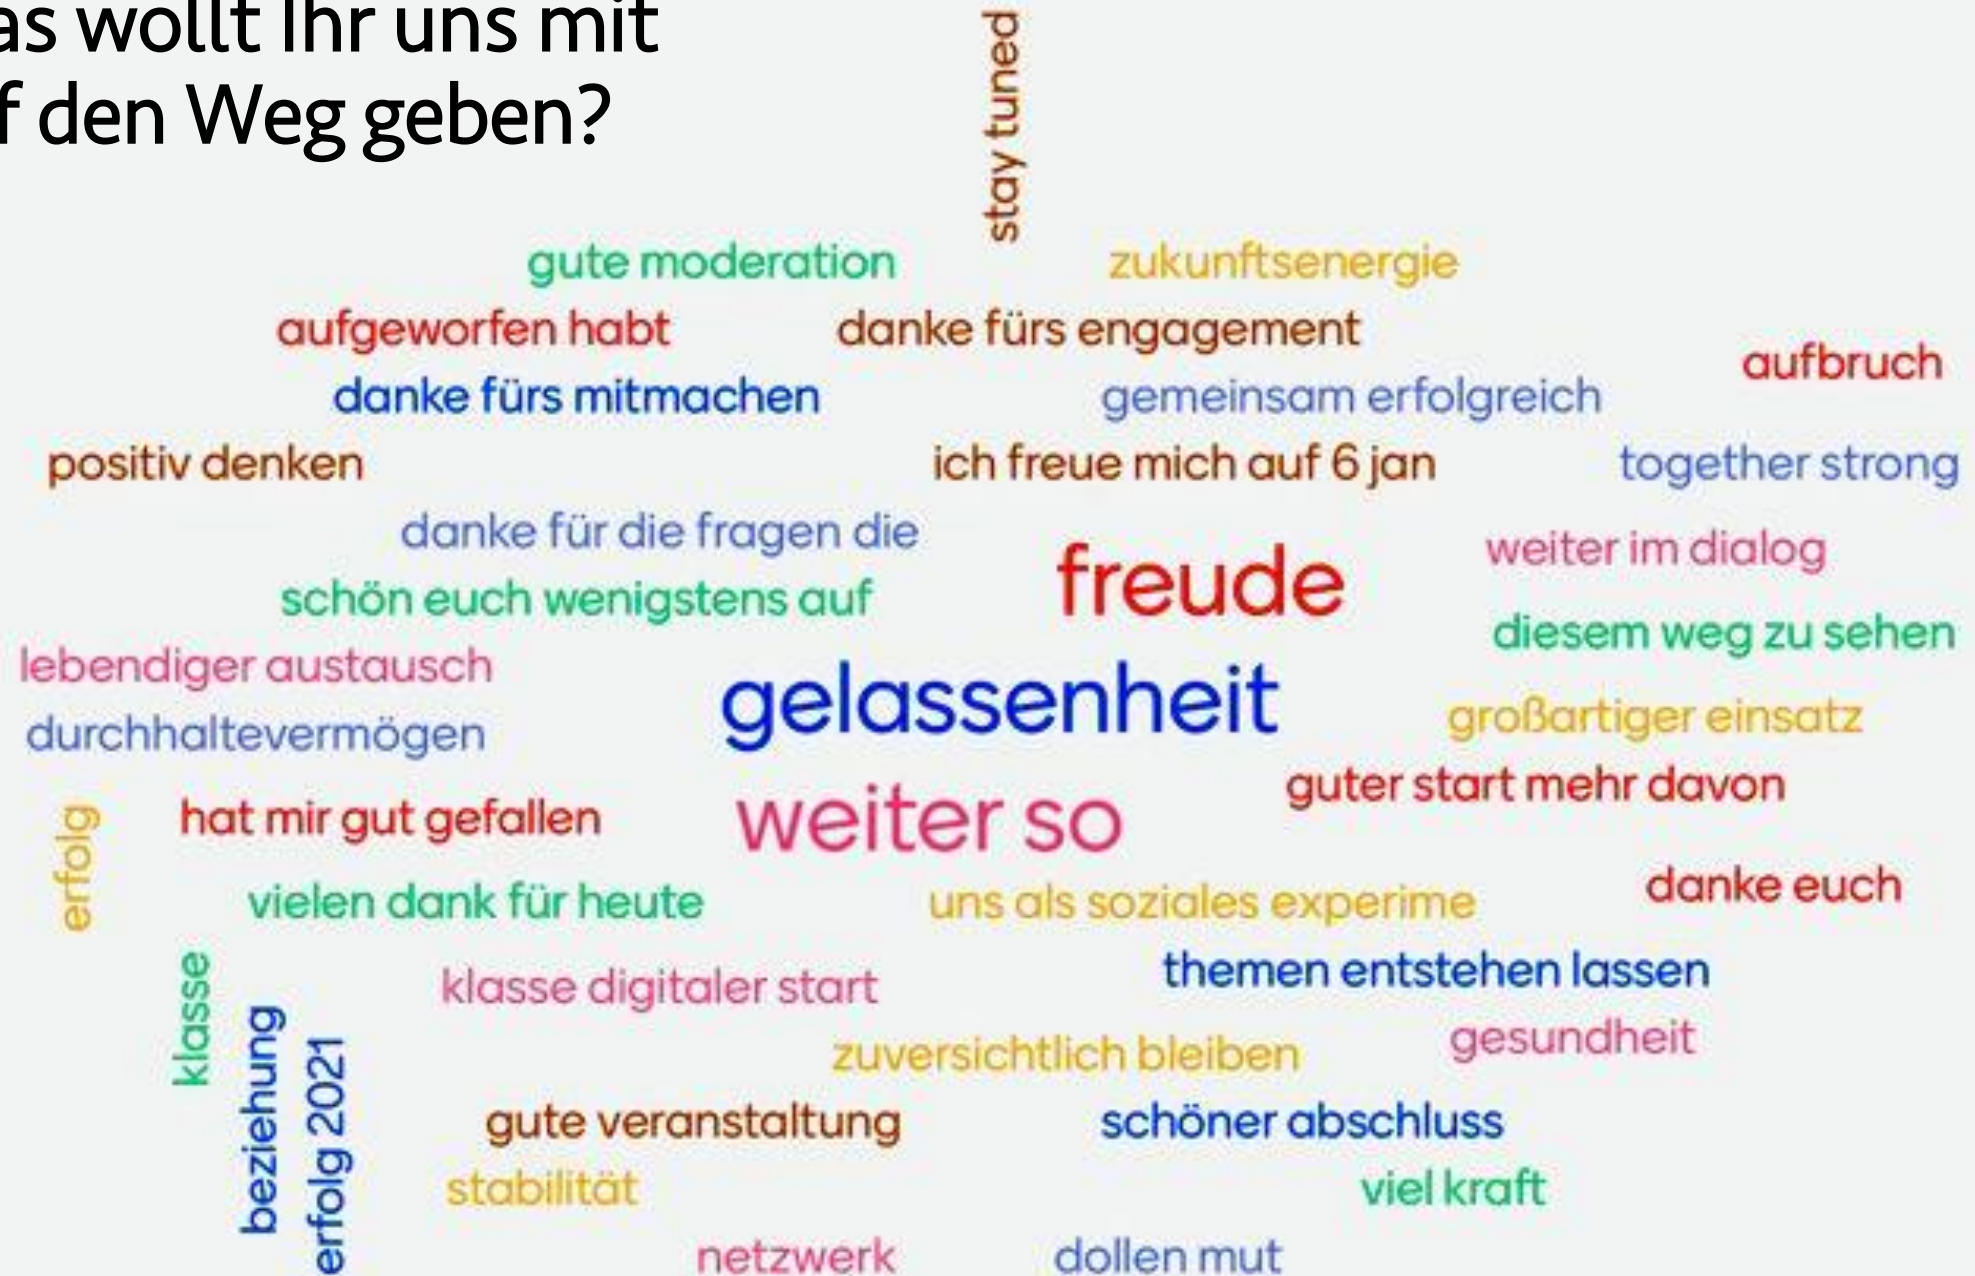 as wollt Ihr uns mit
f den Weg geben?
stay tuned
gute moderation
zukunftsenergie
aufgeworfen habt
danke fürs engagement
aufbruch
danke fürs mitmachen
gemeinsam erfolgreich
positiv denken
ich freue mich auf 6 jan
together strong
danke für die fragen die
freude
weiter im dialog
schön euch wenigstens auf
diesem weg zu sehen
lebendiger austausch
gelassenheit
großartiger einsatz
durchhaltevermögen
guter start mehr davon
erfolg
hat mir gut gefallen
weiter so
danke euch
vielen dank für heute
uns als soziales experime
themen entstehen lassen
klasse
klasse digitaler start
gesundheit
beziehung
erfolg 2021
zuversichtlich bleiben
gute veranstaltung
schöner abschluss
stabilität
viel kraft
netzwerk
dollen mut